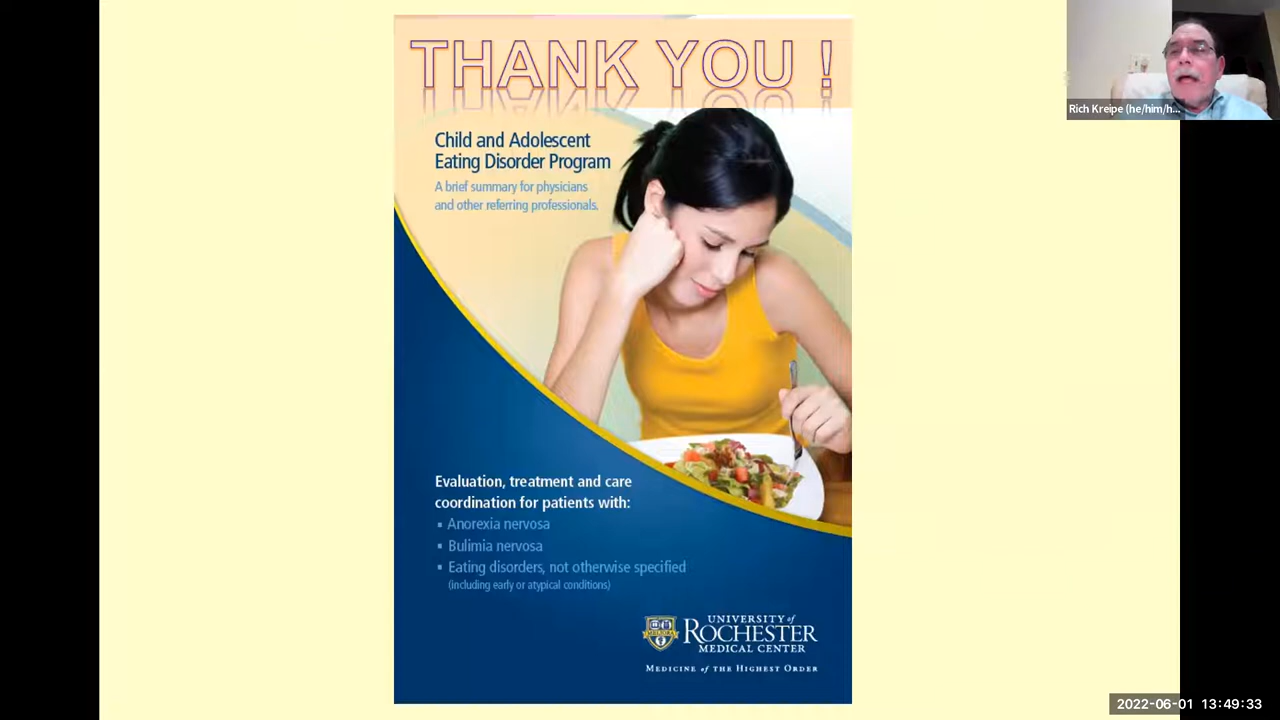 THANK YOU !
Rich Kreipe (he/him/h...
Child and Adolescent
Eating Disorder Program
A brief summary for physicians
and other referring professionals.
Evaluation, treatment and care
coordination for patients with:
▪ Anorexia nervosa
▪ Bulimia nervosa
▪ Eating disorders, not otherwise specified
(including early or atypical conditions)
MELIORA
UNIVERSITY of
ROCHESTER
MEDICAL CENTER
MEDICINE of THE HIGHEST ORDER
2022-06-01 13:49:33